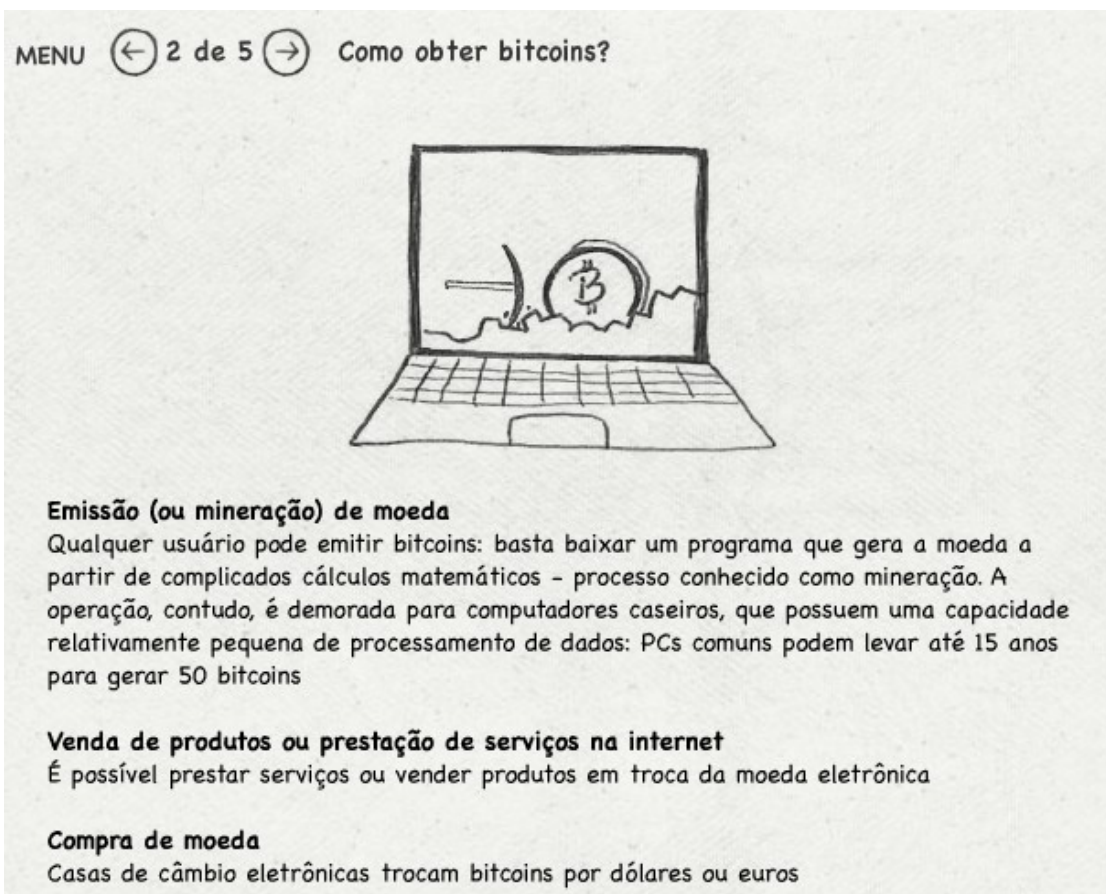 MENU ← 2 de 5 → Como obter bitcoins?
B
Emissão (ou mineração) de moeda
Qualquer usuário pode emitir bitcoins: basta baixar um programa que gera a moeda a
partir de complicados cálculos matemáticos – processo conhecido como mineração. A
operação, contudo, é demorada para computadores caseiros, que possuem uma capacidade
relativamente pequena de processamento de dados: PCs comuns podem levar até 15 anos
para gerar 50 bitcoins
Venda de produtos ou prestação de serviços na internet
É possível prestar serviços ou vender produtos em troca da moeda eletrônica
Compra de moeda
Casas de câmbio eletrônicas trocam bitcoins por dólares ou euros